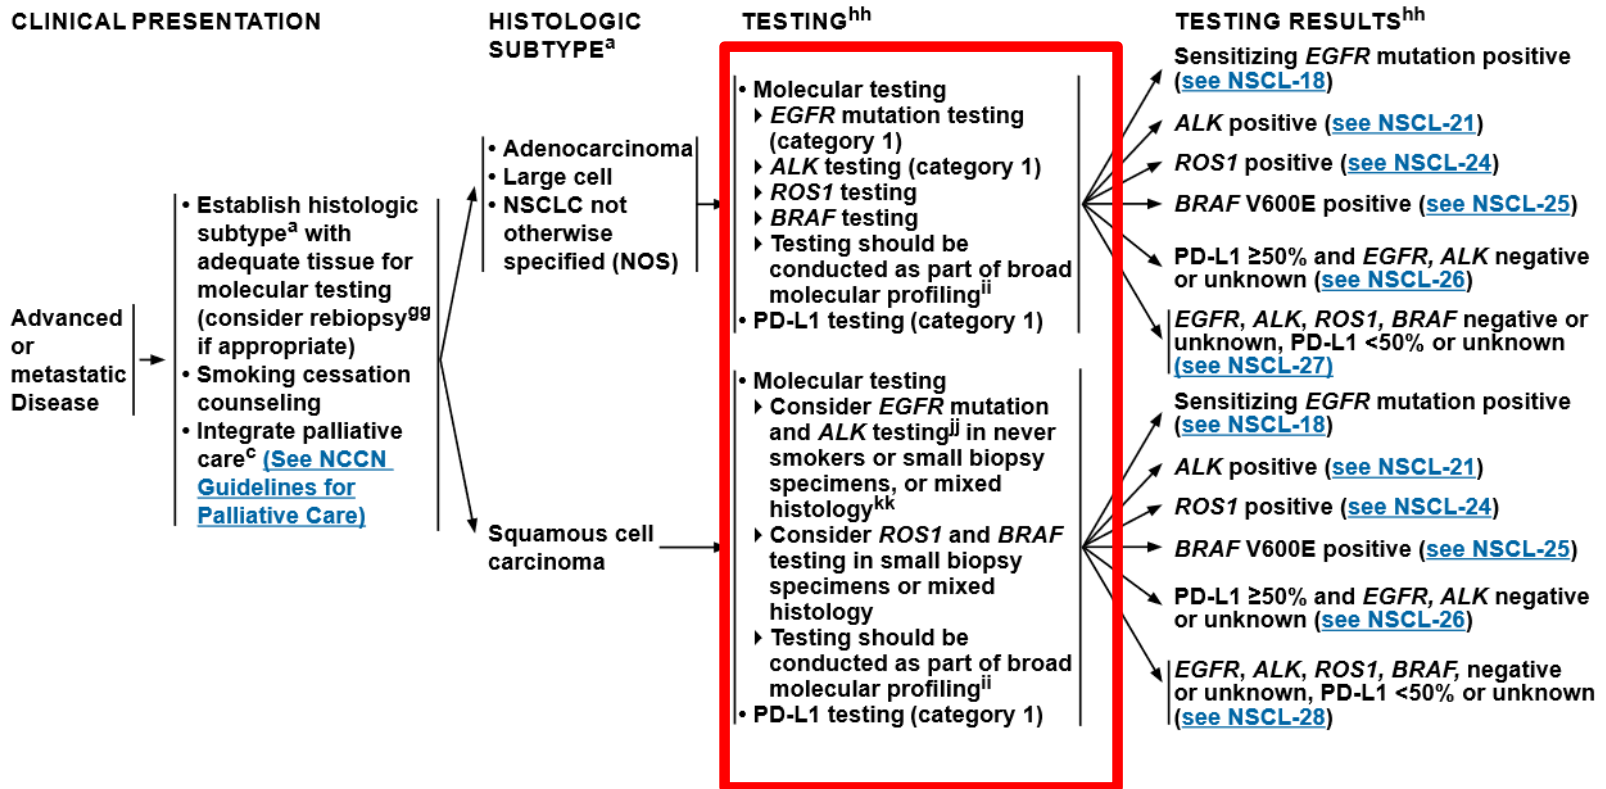 CLINICAL PRESENTATION
HISTOLOGIC
SUBTYPEᵃ
TESTINGʰʰ
TESTING RESULTSʰʰ
Advanced
or
metastatic
Disease
• Establish histologic
subtypeᵃ with
adequate tissue for
molecular testing
(consider rebiopsyᵍᵍ
if appropriate)
• Smoking cessation
counseling
• Integrate palliative
careᶜ (See NCCN
Guidelines for
Palliative Care)
• Adenocarcinoma
• Large cell
• NSCLC not
otherwise
specified (NOS)
• Molecular testing
EGFR mutation testing
(category 1)
ALK testing (category 1)
ROS1 testing
BRAF testing
Testing should be
conducted as part of broad
molecular profilingⁱⁱ
• PD-L1 testing (category 1)
Sensitizing EGFR mutation positive
(see NSCL-18)
ALK positive (see NSCL-21)
ROS1 positive (see NSCL-24)
BRAF V600E positive (see NSCL-25)
PD-L1 ≥50% and EGFR, ALK negative
or unknown (see NSCL-26)
EGFR, ALK, ROS1, BRAF negative or
unknown, PD-L1 <50% or unknown
(see NSCL-27)
Squamous cell
carcinoma
• Molecular testing
Consider EGFR mutation
and ALK testingʲʲ in never
smokers or small biopsy
specimens, or mixed
histologyᵏᵏ
Consider ROS1 and BRAF
testing in small biopsy
specimens or mixed
histology
Testing should be
conducted as part of broad
molecular profilingⁱⁱ
• PD-L1 testing (category 1)
Sensitizing EGFR mutation positive
(see NSCL-18)
ALK positive (see NSCL-21)
ROS1 positive (see NSCL-24)
BRAF V600E positive (see NSCL-25)
PD-L1 ≥50% and EGFR, ALK negative
or unknown (see NSCL-26)
EGFR, ALK, ROS1, BRAF, negative
or unknown, PD-L1 <50% or unknown
(see NSCL-28)